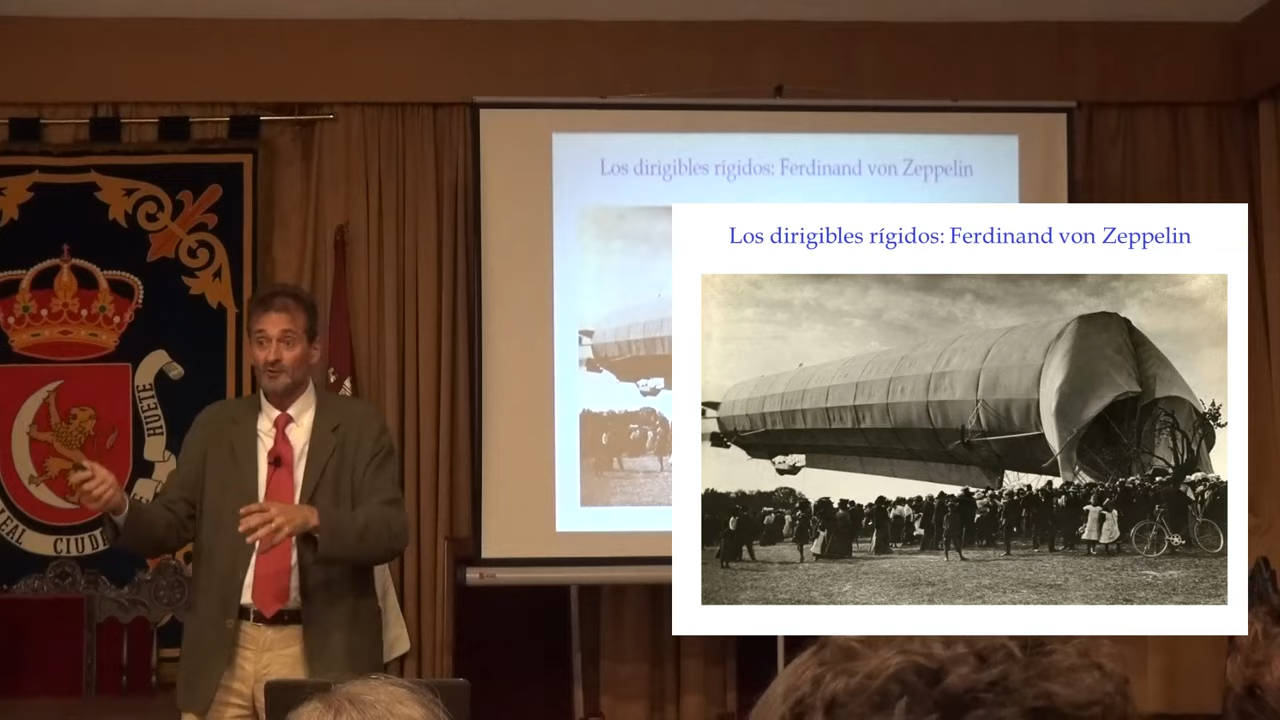 Los dirigibles rígidos: Ferdinand von Zeppelin
Los dirigibles rígidos: Ferdinand von Zeppelin
HUETE
CIUD